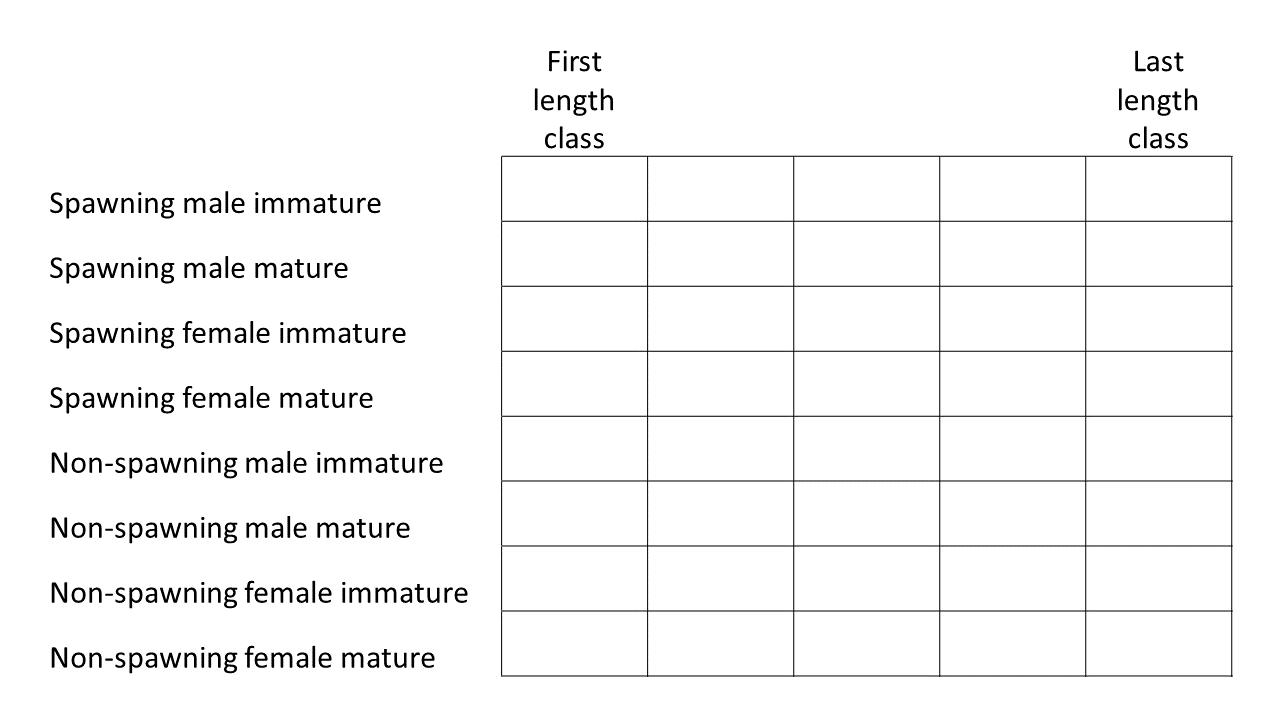 First
length
class
Last
length
class
Spawning male immature
Spawning male mature
Spawning female immature
Spawning female mature
Non-spawning male immature
Non-spawning male mature
Non-spawning female immature
Non-spawning female mature